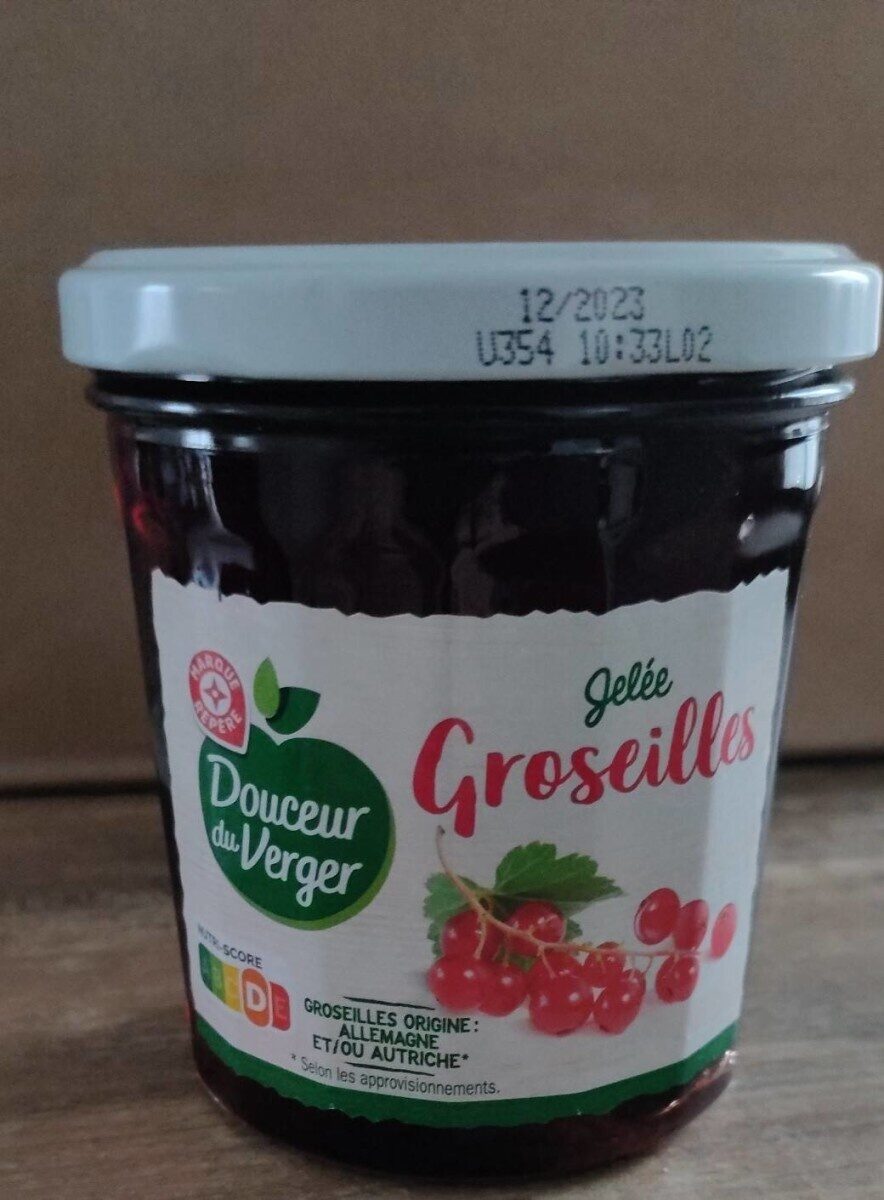 12/2023
U354 10:33L02
MARQUE
REPÈRE
Douceur
du Verger
Gelée
Groseilles
NUTRI-SCORE
A B C D E
GROSEILLES ORIGINE :
ALLEMAGNE
ET/OU AUTRICHE*
* Selon les approvisionnements.